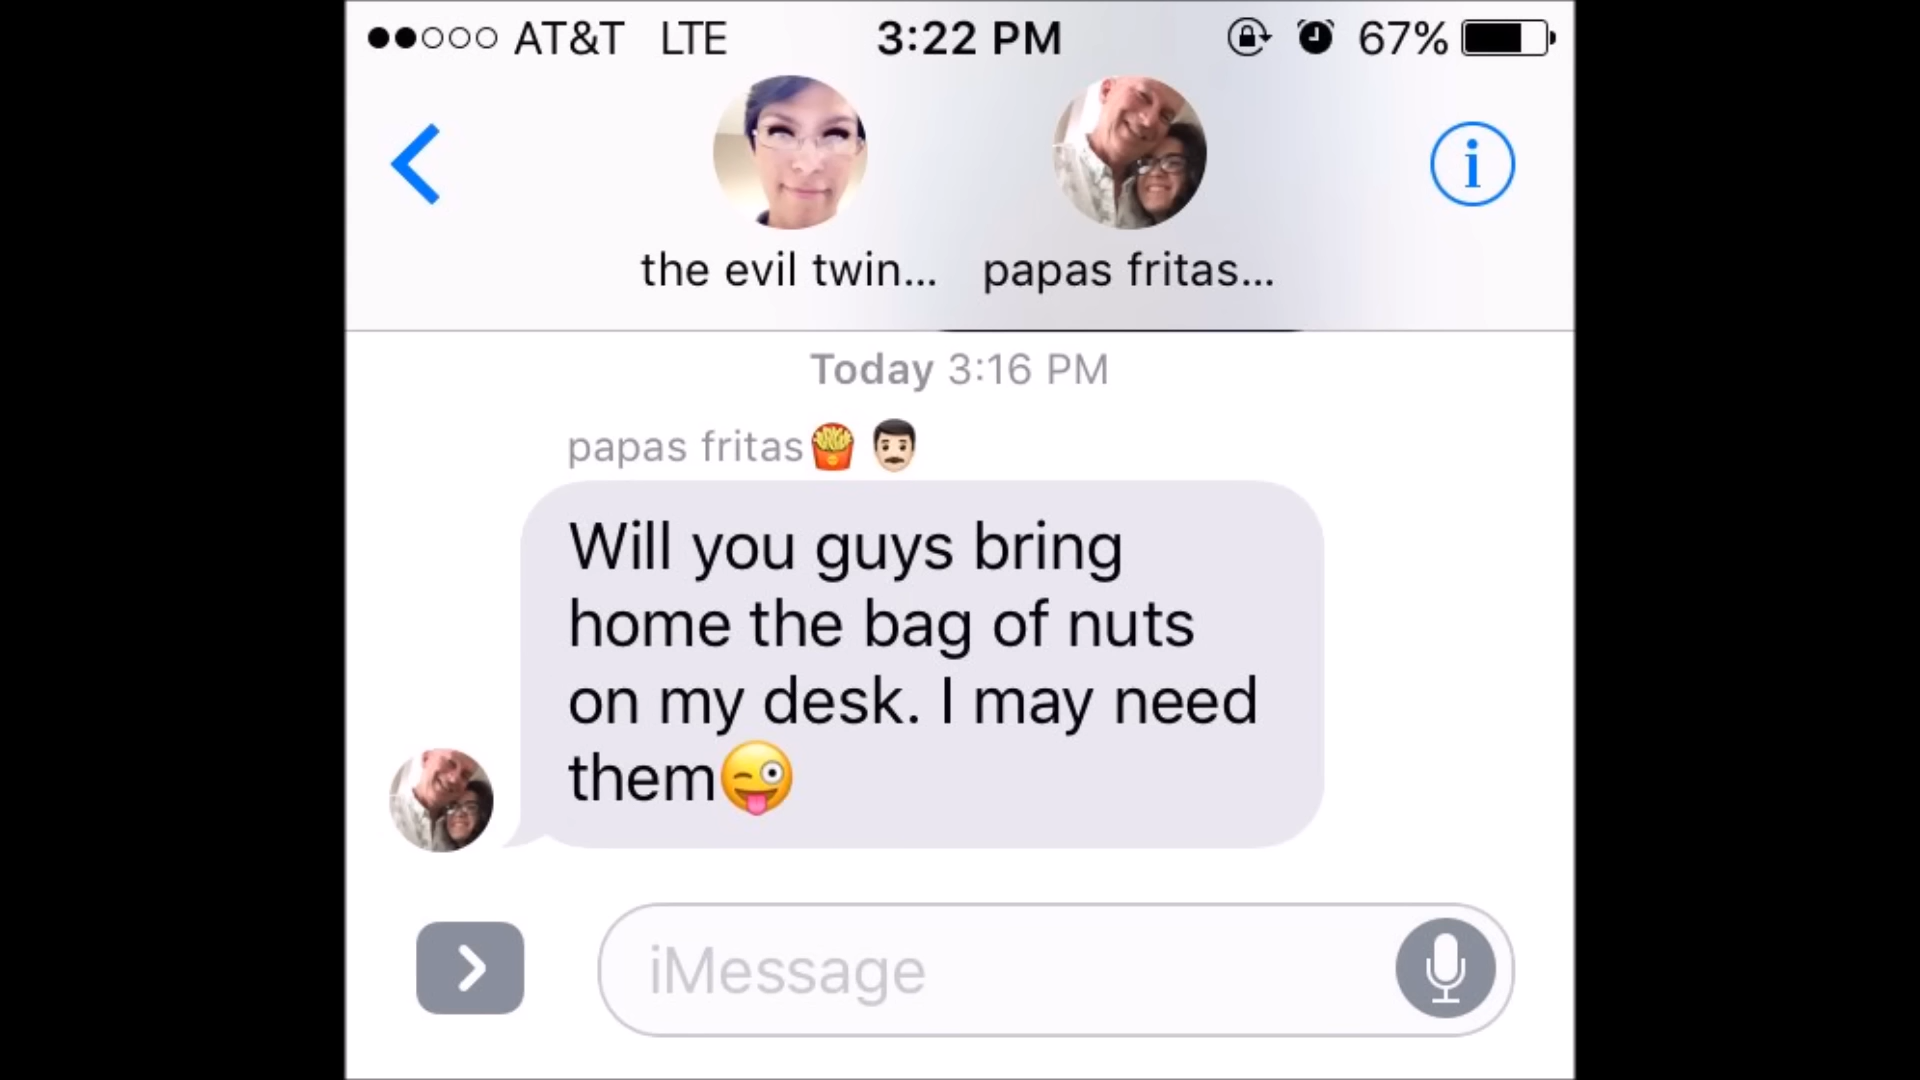 AT&T LTE 3:22 PM 67%
the evil twin... papas fritas...
Today 3:16 PM
papas fritas🍟👨🏻
Will you guys bring
home the bag of nuts
on my desk. I may need
them😜
iMessage